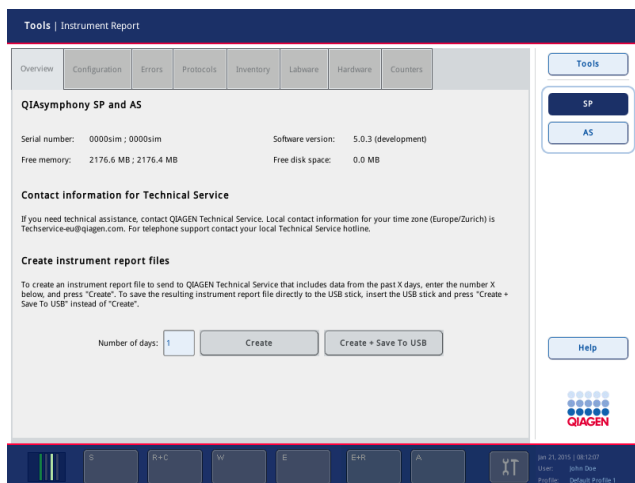 Tools | Instrument Report
Overview Configuration Errors Protocols Inventory Labware Hardware Counters
QIAsymphony SP and AS
Serial number: 0000sim ; 0000sim Software version: 5.0.3 (development)
Free memory: 2176.6 MB ; 2176.4 MB Free disk space: 0.0 MB
Contact information for Technical Service
If you need technical assistance, contact QIAGEN Technical Service. Local contact information for your time zone (Europe/Zurich) is
Techservice-eu@qiagen.com. For telephone support contact your local Technical Service hotline.
Create instrument report files
To create an instrument report file to send to QIAGEN Technical Service that includes data from the past X days, enter the number X
below, and press "Create". To save the resulting instrument report file directly to the USB stick, insert the USB stick and press "Create +
Save To USB" instead of "Create".
Number of days: 1 Create Create + Save To USB
Tools
SP
AS
Help
QIAGEN
S R+C W E E+R A
Jan 21, 2015 | 08:12:07
User: John Doe
Profile: Default Profile 1